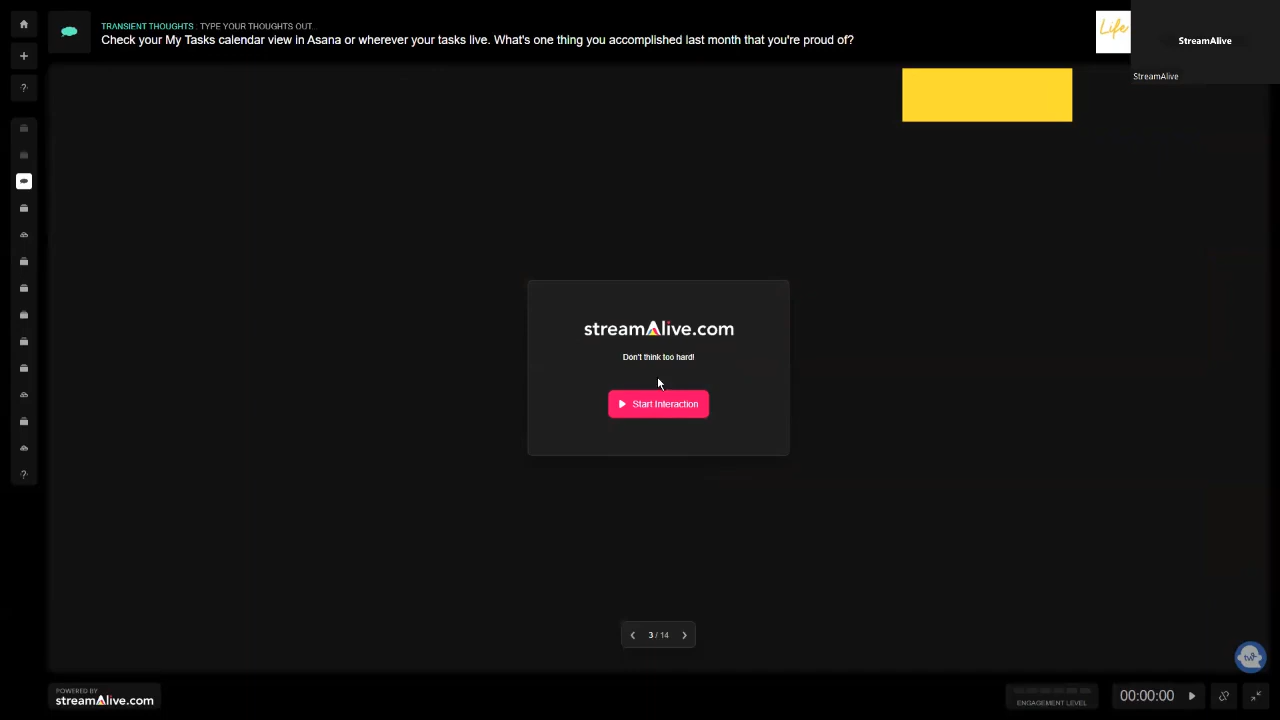 TRANSIENT THOUGHTS : TYPE YOUR THOUGHTS OUT...
Check your My Tasks calendar view in Asana or wherever your tasks live. What's one thing you accomplished last month that you're proud of?
Life
StreamAlive
StreamAlive
streamAlive.com
Don't think too hard!
Start Interaction
3 / 14
POWERED BY
streamAlive.com
ENGAGEMENT LEVEL
00:00:00